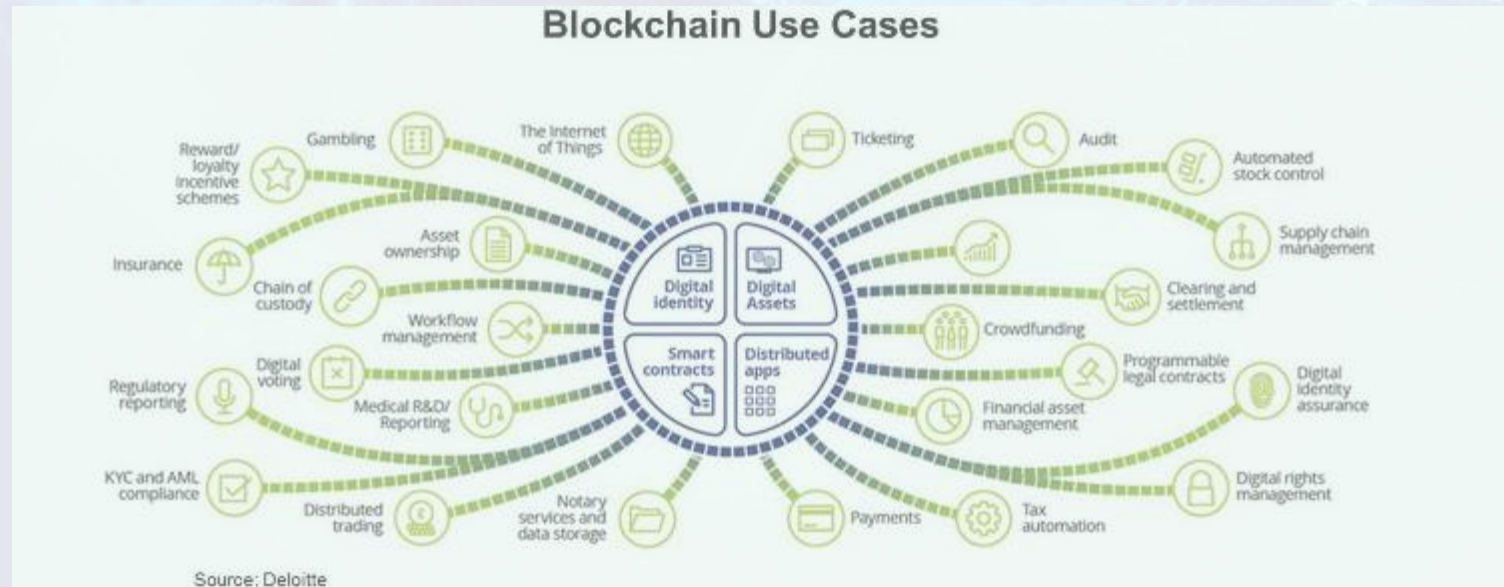 Blockchain Use Cases
Gambling
The Internet
of Things
Ticketing
Audit
Reward/
loyalty
incentive
schemes
Automated
stock control
Asset
ownership
Supply chain
management
Insurance
Chain of
custody
Digital
identity
Digital
Assets
Clearing and
settlement
Workflow
management
Crowdfunding
Digital
voting
Smart
contracts
Distributed
apps
Programmable
legal contracts
Digital
identity
assurance
Regulatory
reporting
Medical R&D/
Reporting
Financial asset
management
KYC and AML
compliance
Distributed
trading
Notary
services and
data storage
Payments
Tax
automation
Digital rights
management
Source: Deloitte